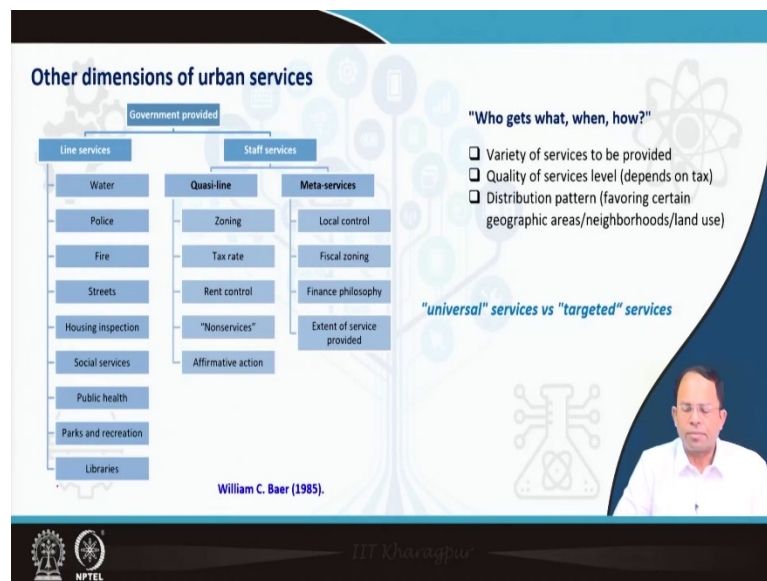 Other dimensions of urban services
Government provided
Line services
Water
Police
Fire
Streets
Housing inspection
Social services
Public health
Parks and recreation
Libraries
Staff services
Quasi-line
Zoning
Tax rate
Rent control
"Nonservices"
Affirmative action
Meta-services
Local control
Fiscal zoning
Finance philosophy
Extent of service
provided
William C. Baer (1985).
"Who gets what, when, how?"
Variety of services to be provided
Quality of services level (depends on tax)
Distribution pattern (favoring certain
geographic areas/neighborhoods/land use)
"universal" services vs "targeted" services
NPTEL
IIT Kharagpur